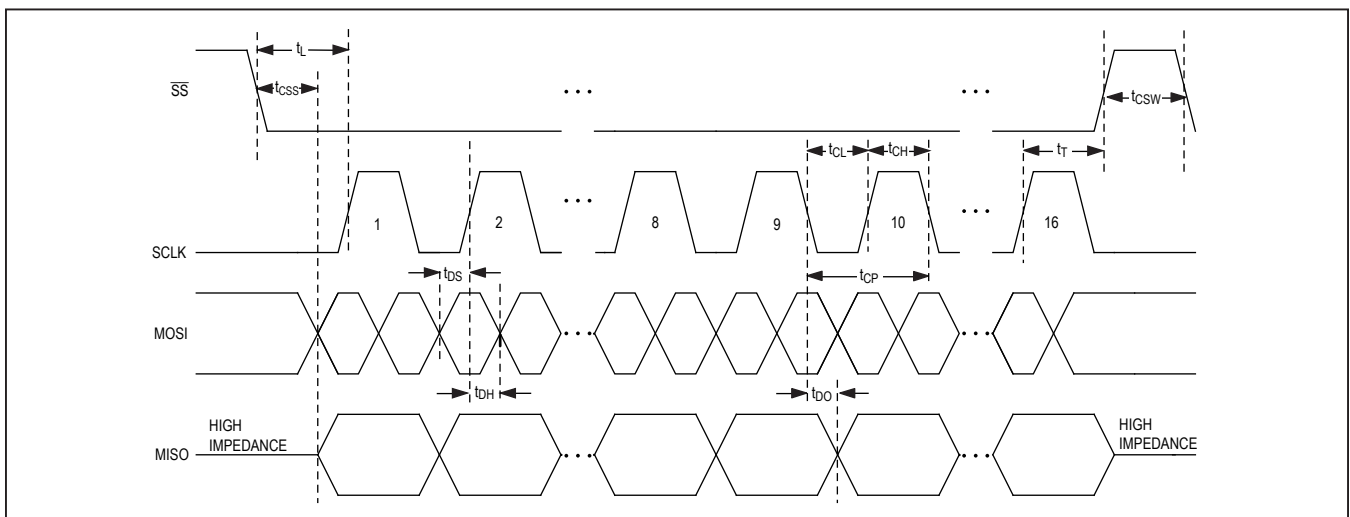 tL
SS
tCSS
...
...
tCSW
tCL
tCH
tT
1
2
...
8
9
10
...
16
SCLK
tDS
tCP
MOSI
...
...
tDH
tDO
HIGH
IMPEDANCE
MISO
...
...
HIGH
IMPEDANCE